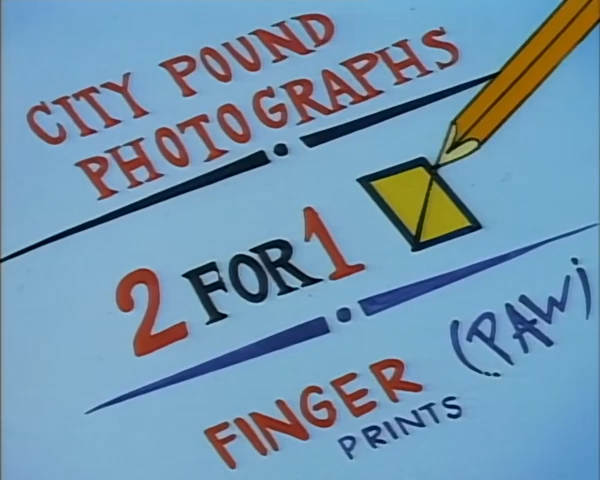 CITY POUND
PHOTOGRAPHS
2 FOR 1
FINGER (PAW)
PRINTS